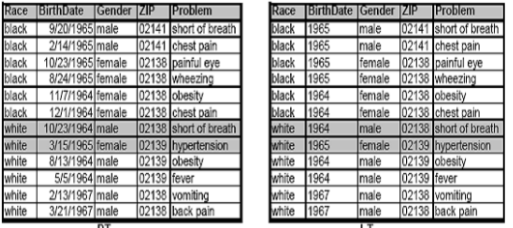 Race BirthDate Gender ZIP Problem
black 9/20/1965 male 02141 short of breath
black 2/14/1965 male 02141 chest pain
black 10/23/1965 female 02138 painful eye
black 8/24/1965 female 02138 wheezing
black 11/7/1964 female 02138 obesity
black 12/1/1964 female 02138 chest pain
white 10/23/1964 male 02138 short of breath
white 3/15/1965 female 02139 hypertension
white 8/13/1964 male 02139 obesity
white 5/5/1964 male 02139 fever
white 2/13/1967 male 02138 vomiting
white 3/21/1967 male 02138 back pain
Race BirthDate Gender ZIP Problem
black 1965 male 02141 short of breath
black 1965 male 02141 chest pain
black 1965 female 02138 painful eye
black 1965 female 02138 wheezing
black 1964 female 02138 obesity
black 1964 female 02138 chest pain
white 1964 male 02138 short of breath
white 1965 female 02139 hypertension
white 1964 male 02139 obesity
white 1964 male 02139 fever
white 1967 male 02138 vomiting
white 1967 male 02138 back pain